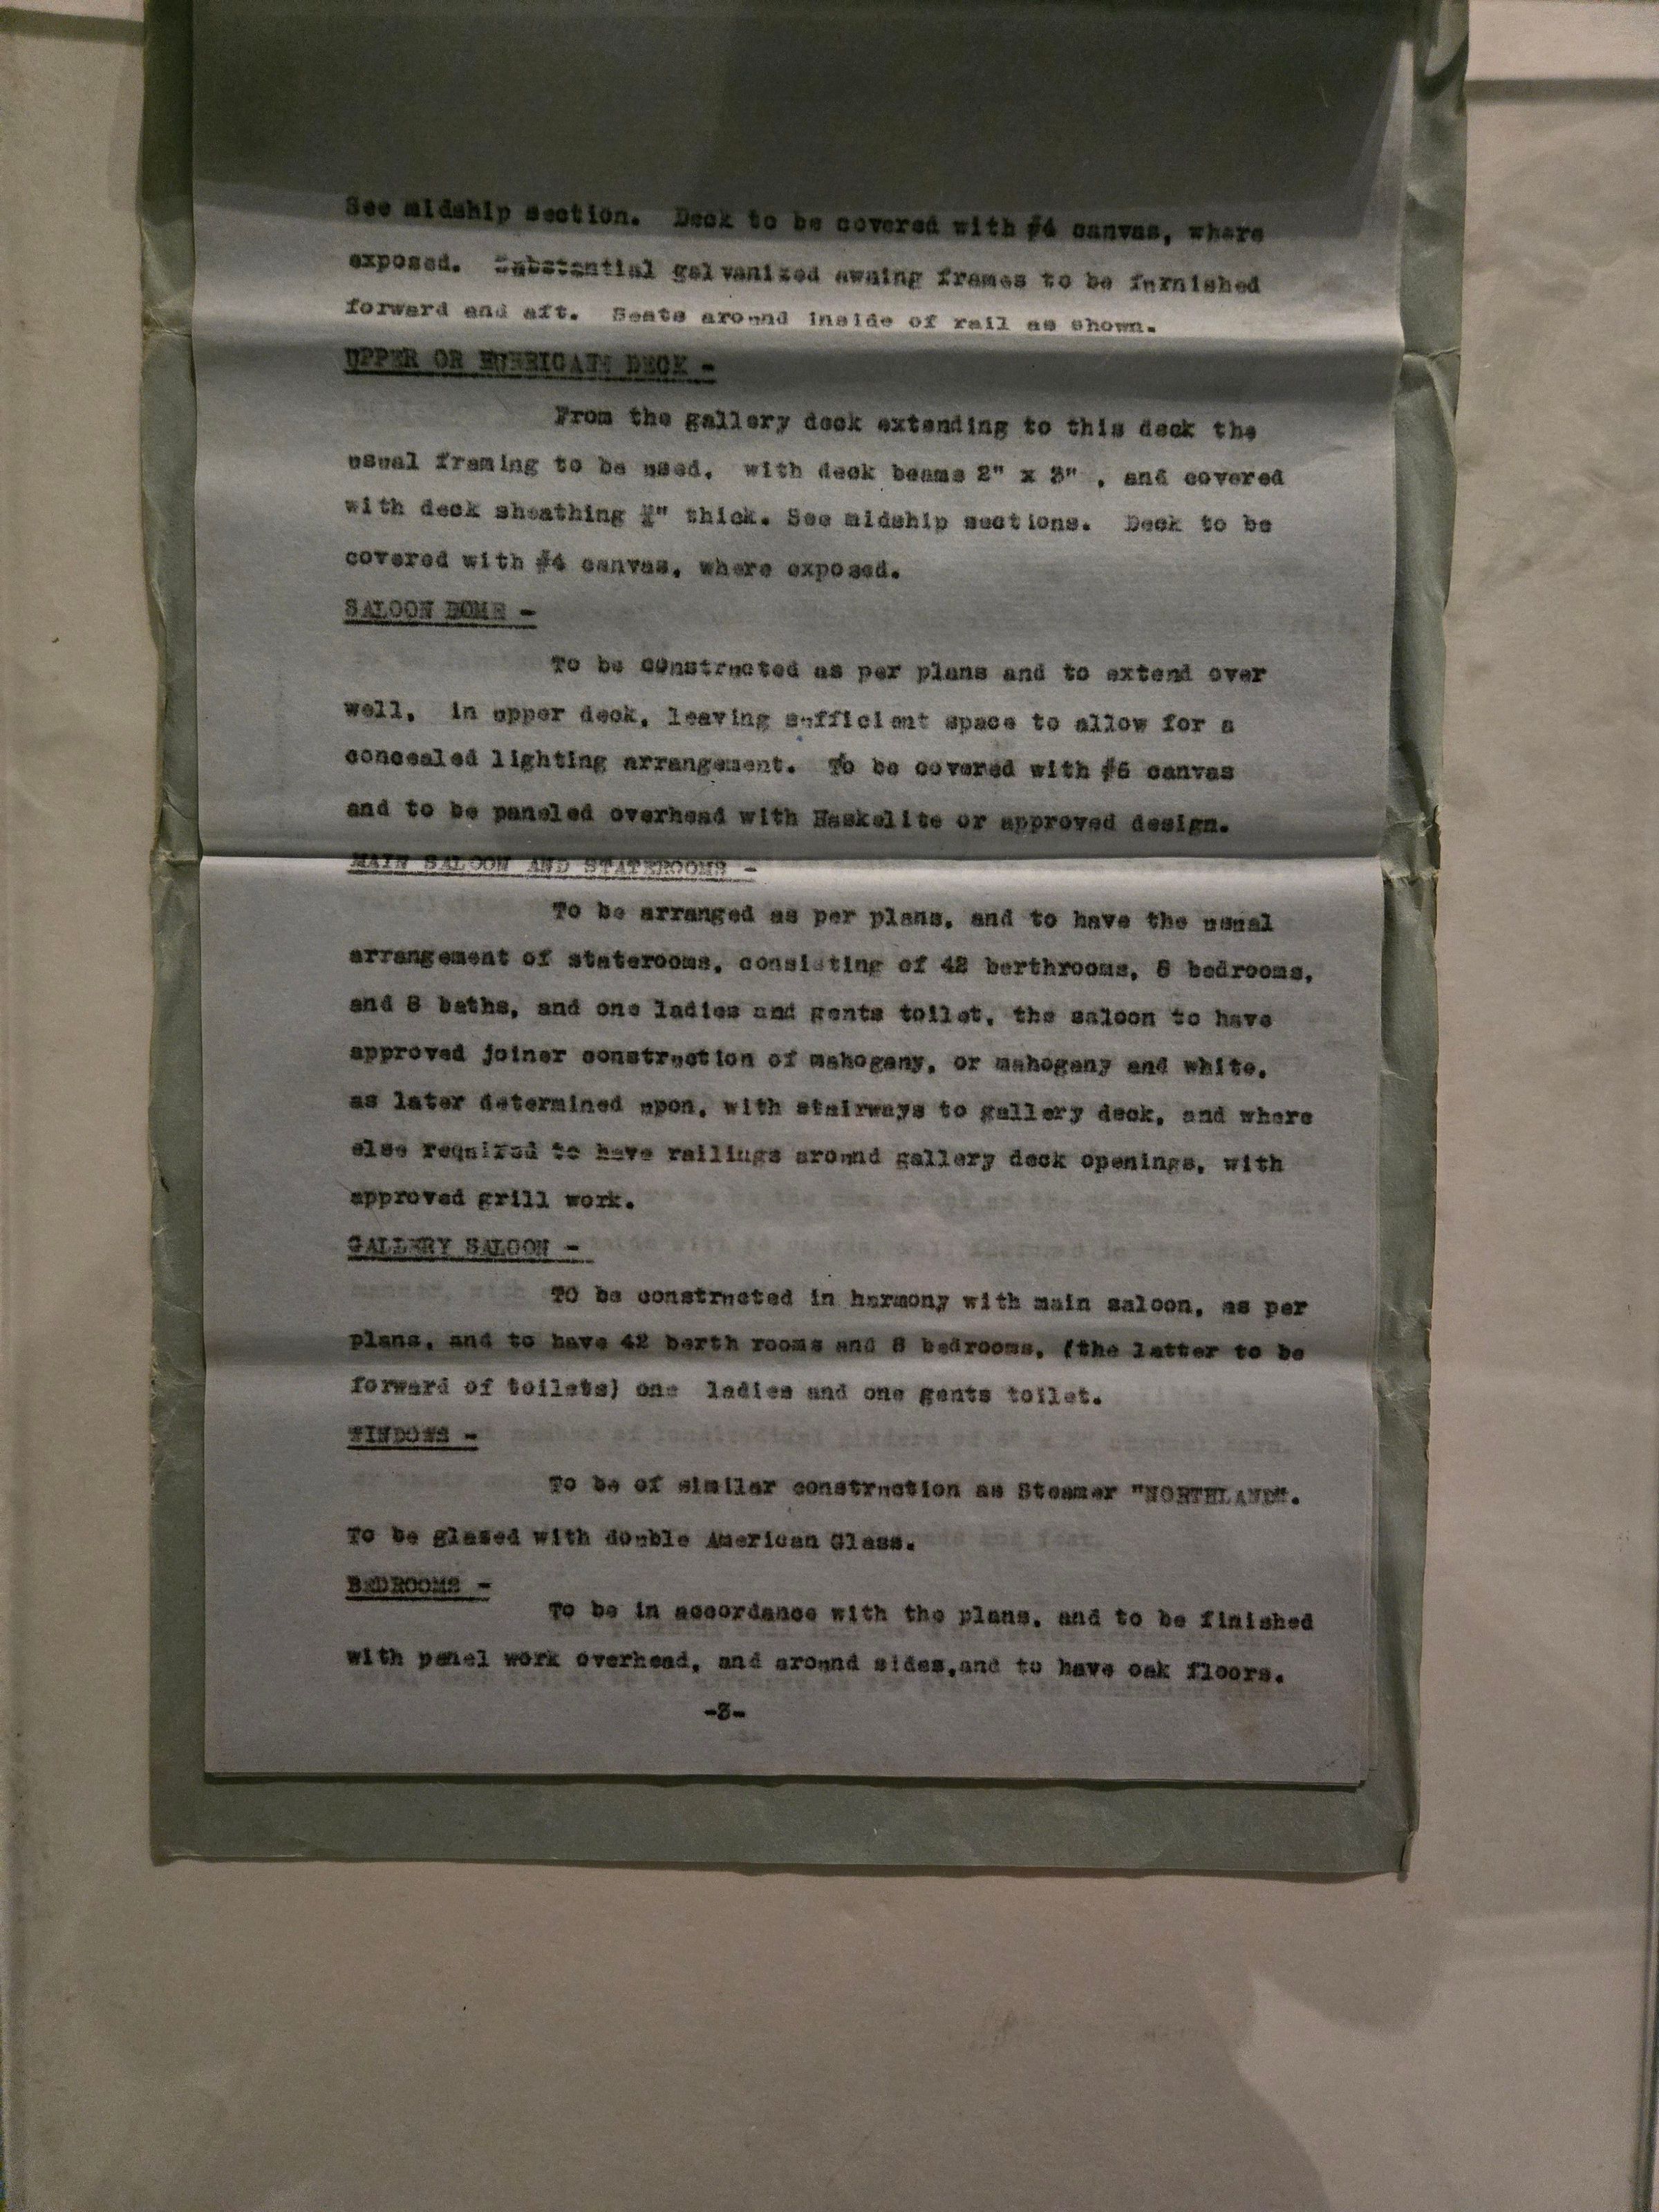 See midship section. Deck to be covered with #4 canvas, where
exposed. Substantial galvanized awning frames to be furnished
forward and aft. Seats around inside of rail as shown.
UPPER OR HURRICAIN DECK -
From the gallery deck extending to this deck the
usual framing to be used, with deck beams 2" x 3" , and covered
with deck sheathing thick. See midship sections. Deck to be
covered with #4 canvas, where exposed.
SALOON DOME -
To be constructed as per plans and to extend over
well, in upper deck, leaving sufficient space to allow for a
concealed lighting arrangement. To be covered with #6 canvas
and to be paneled overhead with Haskelite or approved design.
MAIN SALOON AND STATEROOMS -
To be arranged as per plans, and to have the usual
arrangement of staterooms, consisting of 42 berthrooms, 8 bedrooms,
and 8 baths, and one ladies and gents toilet, the saloon to have
approved joiner construction of mahogany, or mahogany and white,
as later determined upon, with stairways to gallery deck, and where
else required to have railings around gallery deck openings, with
approved grill work.
GALLERY SALOON -
TO be constructed in harmony with main saloon, as per
plans, and to have 42 berth rooms and 8 bedrooms, (the latter to be
forward of toilets) one ladies and one gents toilet.
WINDOWS -
To be of similar construction as Steamer "NORTHLAND".
To be glazed with double American Glass.
BEDROOMS -
To be in accordance with the plans, and to be finished
with panel work overhead, and around sides,and to have oak floors.
-3-